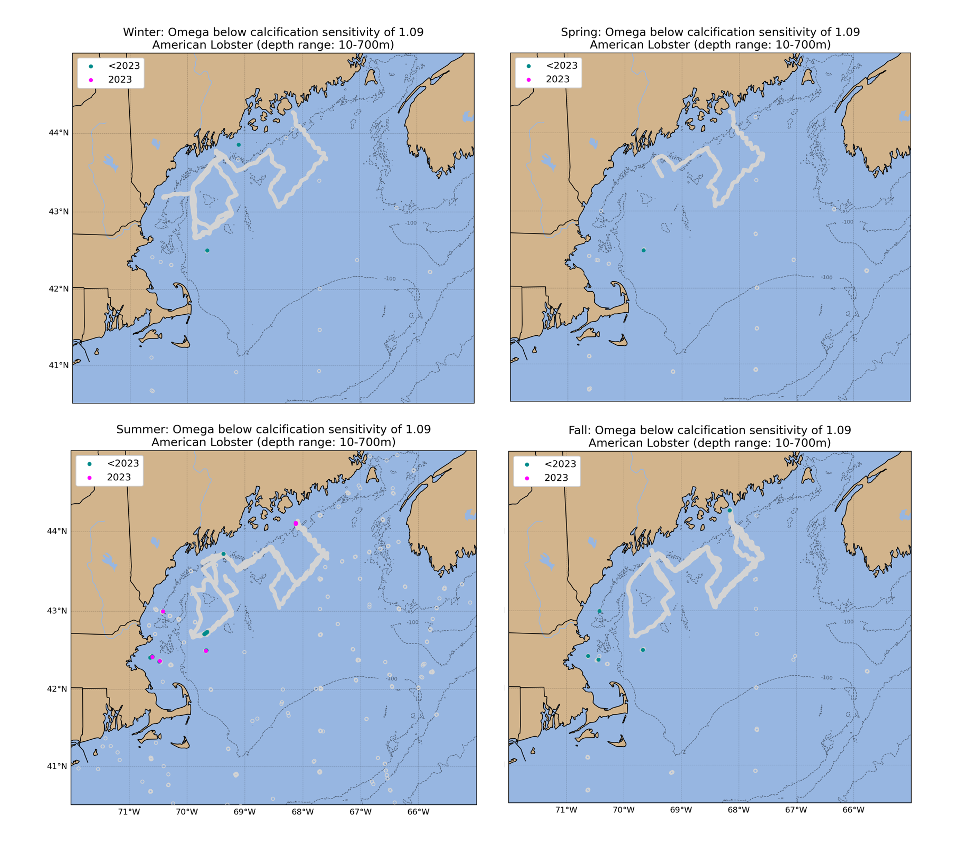 Winter: Omega below calcification sensitivity of 1.09
American Lobster (depth range: 10-700m)
<2023
2023
44°N
43°N
42°N
41°N
-100
-100
Spring: Omega below calcification sensitivity of 1.09
American Lobster (depth range: 10-700m)
<2023
2023
-100
-100
Summer: Omega below calcification sensitivity of 1.09
American Lobster (depth range: 10-700m)
<2023
2023
44°N
43°N
42°N
41°N
-100
-100
71°W
70°W
69°W
68°W
67°W
66°W
Fall: Omega below calcification sensitivity of 1.09
American Lobster (depth range: 10-700m)
<2023
2023
-100
-100
71°W
70°W
69°W
68°W
67°W
66°W